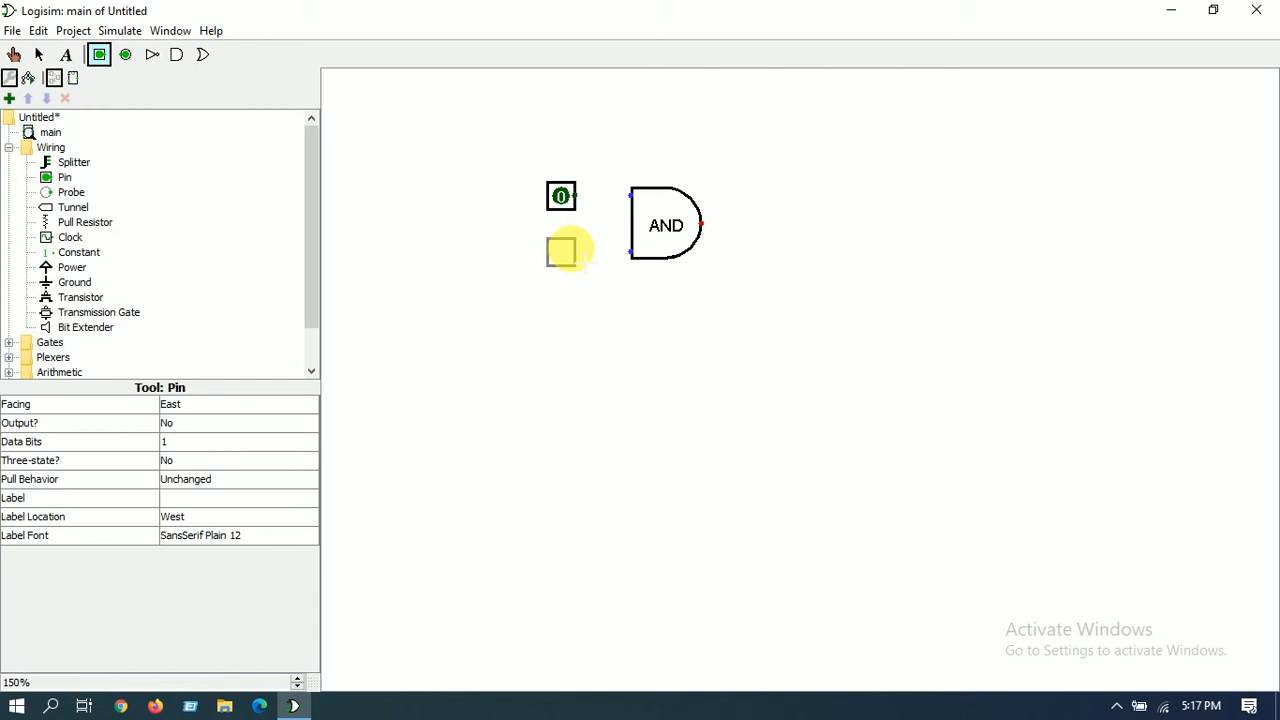 Logisim: main of Untitled
File Edit Project Simulate Window Help
A
Untitled*
main
Wiring
Splitter
Pin
Probe
Tunnel
Pull Resistor
Clock
1 Constant
Power
Ground
Transistor
Transmission Gate
Bit Extender
Gates
Plexers
Arithmetic
Tool: Pin
Facing East
Output? No
Data Bits 1
Three-state? No
Pull Behavior Unchanged
Label
Label Location West
Label Font SansSerif Plain 12
150%
0
AND
Activate Windows
Go to Settings to activate Windows.
5:17 PM